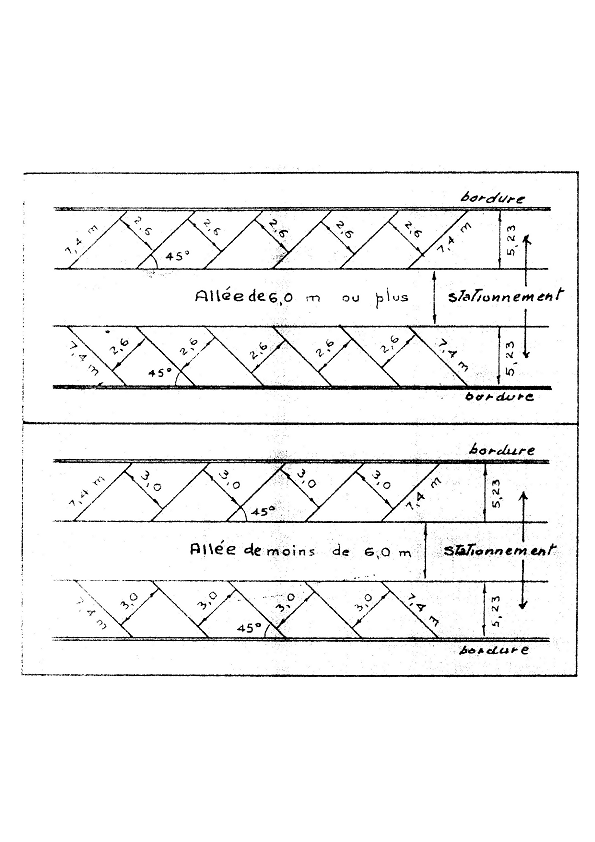 bordure
7,4 m 2,6 2,6 2,6 2,6 2,6 7,4 m 5,23
45°
Allée de 6,0 m ou plus stationnement
7,4 m 2,6 2,6 2,6 2,6 2,6 7,4 m 5,23
45°
bordure
bordure
7,4 m 3,0 3,0 3,0 3,0 7,4 m 5,23
45°
Allée de moins de 6,0 m stationnement
7,4 m 3,0 3,0 3,0 3,0 7,4 m 5,23
45°
bordure